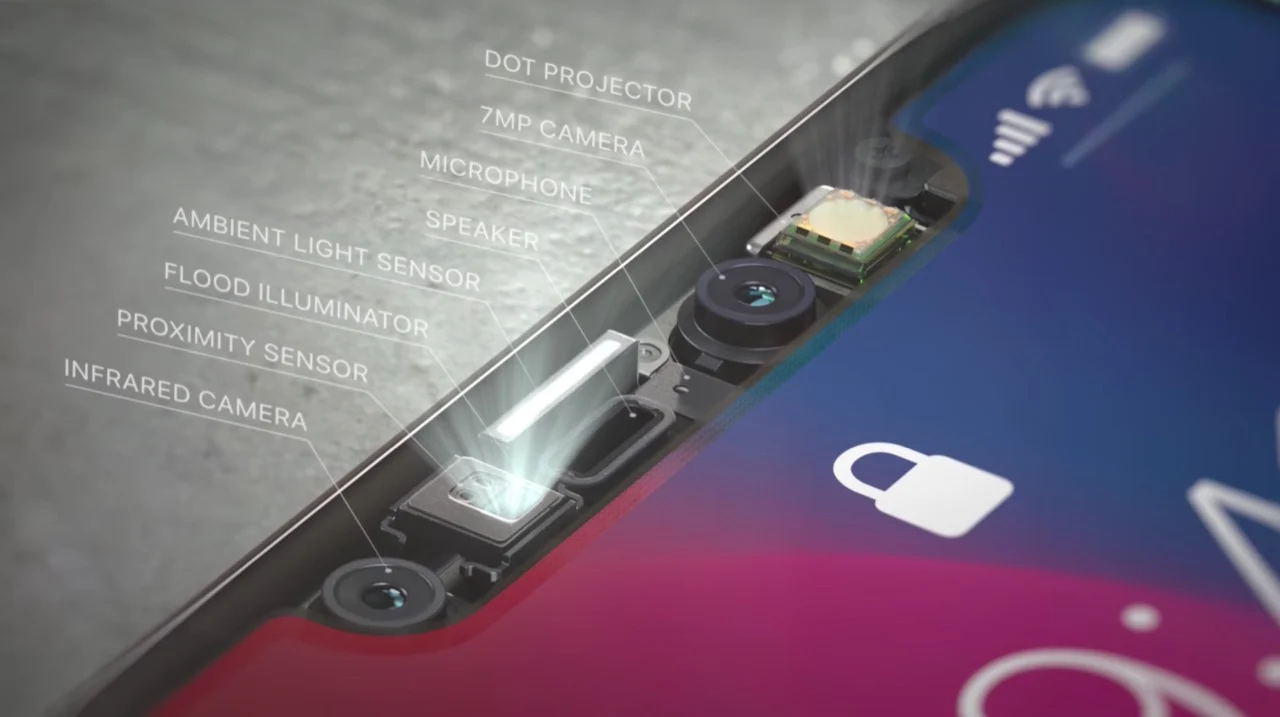 DOT PROJECTOR
7MP CAMERA
MICROPHONE
SPEAKER
AMBIENT LIGHT SENSOR
FLOOD ILLUMINATOR
PROXIMITY SENSOR
INFRARED CAMERA